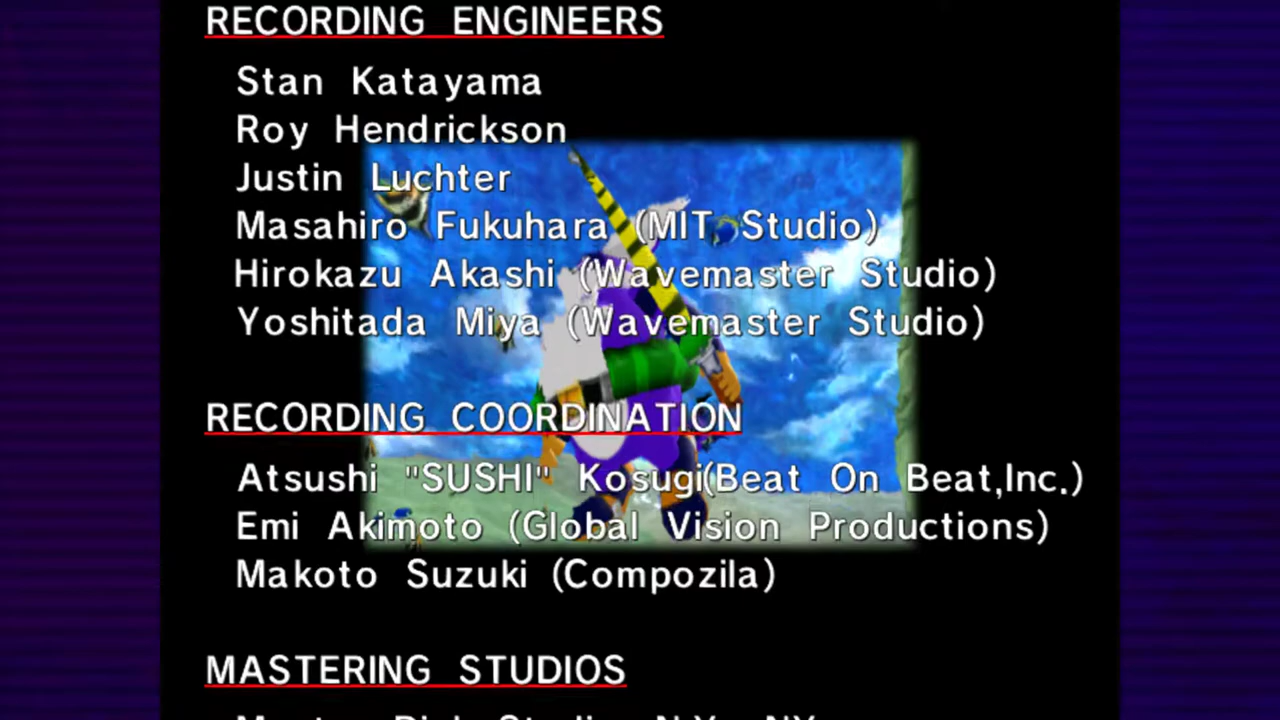 RECORDING ENGINEERS
Stan Katayama
Roy Hendrickson
Justin Luchter
Masahiro Fukuhara (MIT Studio)
Hirokazu Akashi (Wavemaster Studio)
Yoshitada Miya (Wavemaster Studio)
RECORDING COORDINATION
Atsushi "SUSHI" Kosugi(Beat On Beat,Inc.)
Emi Akimoto (Global Vision Productions)
Makoto Suzuki (Compozila)
MASTERING STUDIOS